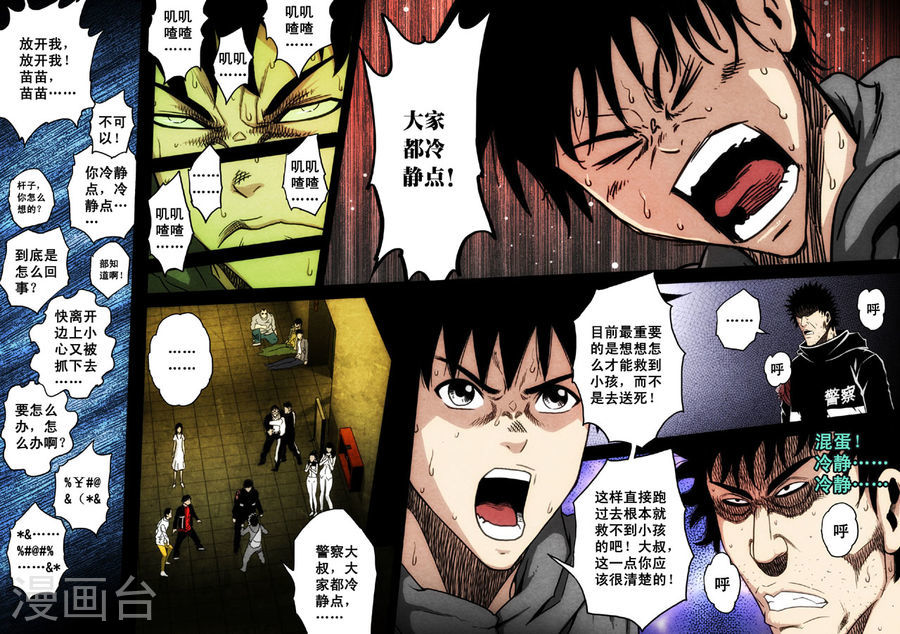 放开我，
放开我！
苗苗，
苗苗……
不可
以！
你冷静
点，冷
静点…
杆子，
你怎么
想的？
到底是
怎么回
事？
部知
道啊！
快离开
边上小
心又被
抓下去
……
要怎么
办，怎
么办啊？
%￥#@
&（*&
*&……
%#@#%
……&*
叽叽
喳喳
……
叽叽
……
叽叽
喳喳
……
叽叽
喳喳
叽叽
喳喳
……
叽叽
喳喳
大家
都冷
静点！
……
……
警察大
叔，大
家都冷
静点，
……
目前最重要
的是想想怎
么才能救到
小孩，而不
是去送死！
这样直接跑
过去根本就
救不到小孩
的吧！大叔，
这一点你应
该很清楚的！
……
呼
呼
警察
混蛋！
冷静……
冷静……
呼
呼
漫画台